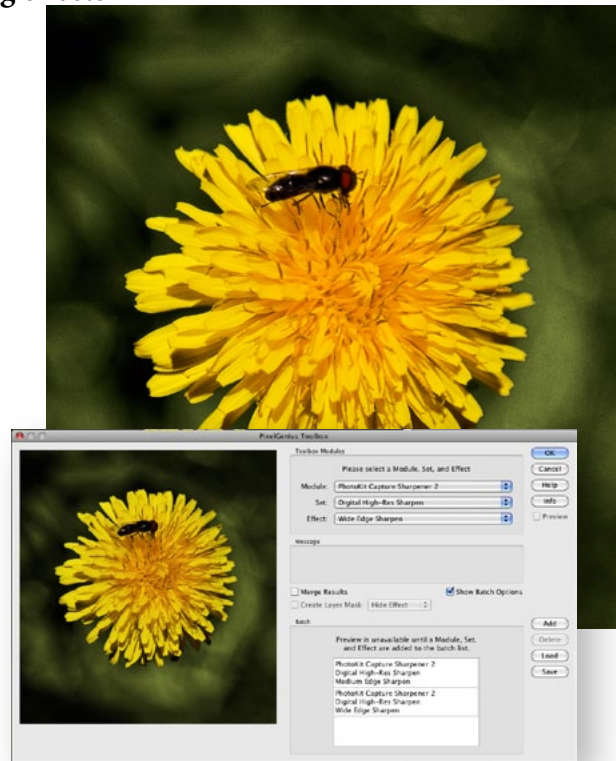 PixelGenius Toolbox
Toolbox Modules
OK
Please select a Module, Set, and Effect
Cancel
Module: PhotoKit Capture Sharpener 2
Help
Set: Digital High-Res Sharpen
Info
Effect: Wide Edge Sharpen
Preview
Message
Merge Results
Show Batch Options
Create Layer Mask: Hide Effect
Batch
Add
Preview is unavailable until a Module, Set,
and Effect are added to the batch list.
Delete
Load
Save
PhotoKit Capture Sharpener 2
Digital High-Res Sharpen
Medium Edge Sharpen
PhotoKit Capture Sharpener 2
Digital High-Res Sharpen
Wide Edge Sharpen